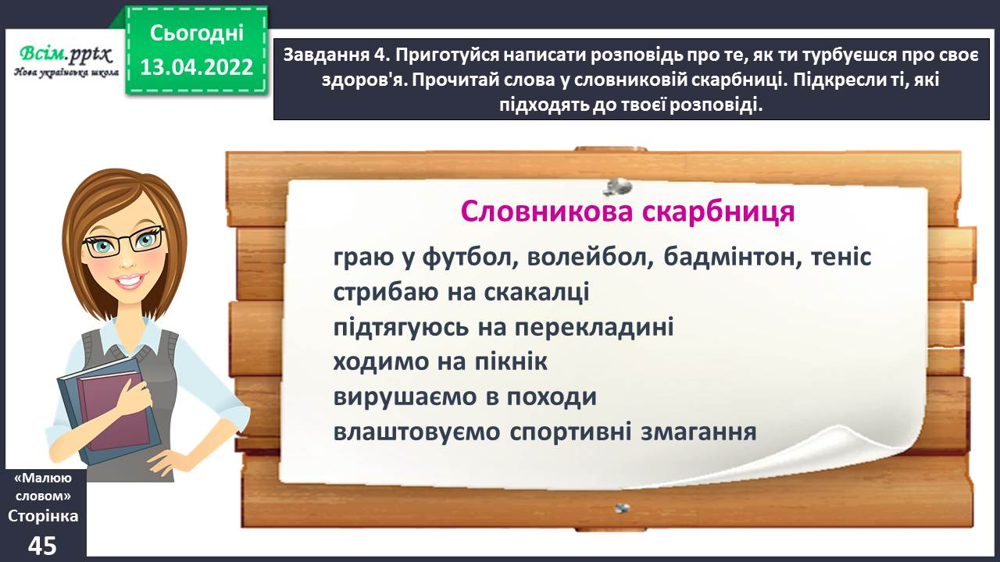 Сьогодні
13.04.2022
Всім.pptx
Нова українська школа
Завдання 4. Приготуйся написати розповідь про те, як ти турбуєшся про своє
здоров'я. Прочитай слова у словниковій скарбниці. Підкресли ті, які
підходять до твоєї розповіді.
Словникова скарбниця
граю у футбол, волейбол, бадмінтон, теніс
стрибаю на скакалці
підтягуюсь на перекладині
ходимо на пікнік
вирушаємо в походи
влаштовуємо спортивні змагання
«Малюю
словом»
Сторінка
45